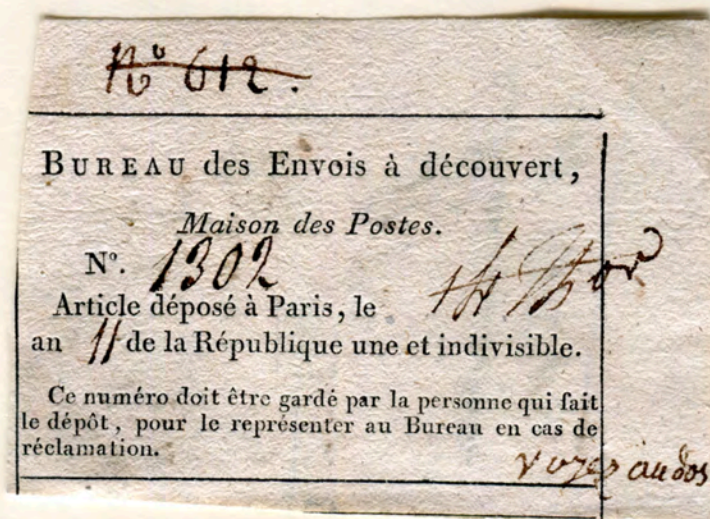 No 612.
BUREAU des Envois à découvert,
Maison des Postes.
No. 1302
Article déposé à Paris, le Thor
an 11 de la République une et indivisible.
Ce numéro doit être gardé par la personne qui fait
le dépôt, pour le représenter au Bureau en cas de
réclamation.
voyez au dos